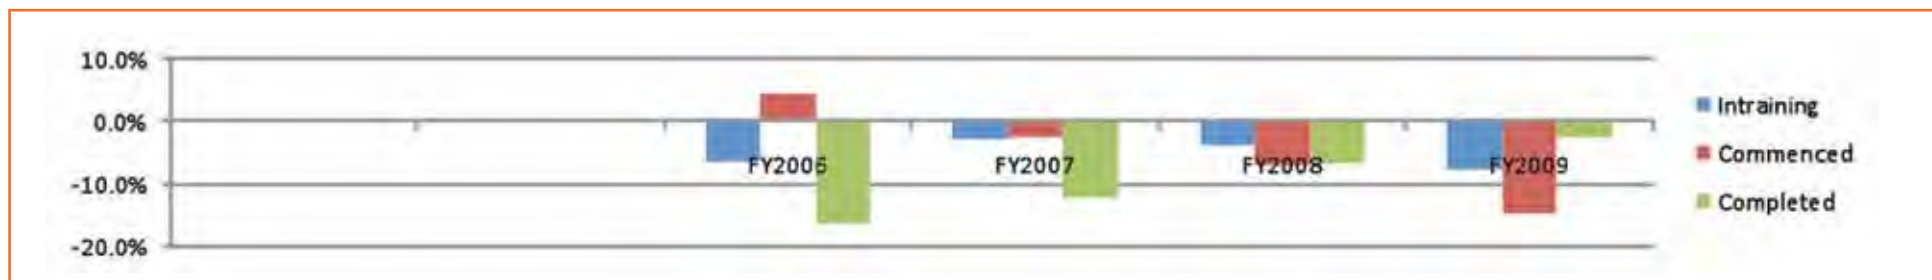 10.0%
0.0%
-10.0%
-20.0%
FY2006
FY2007
FY2008
FY2009
Intraining
Commenced
Completed